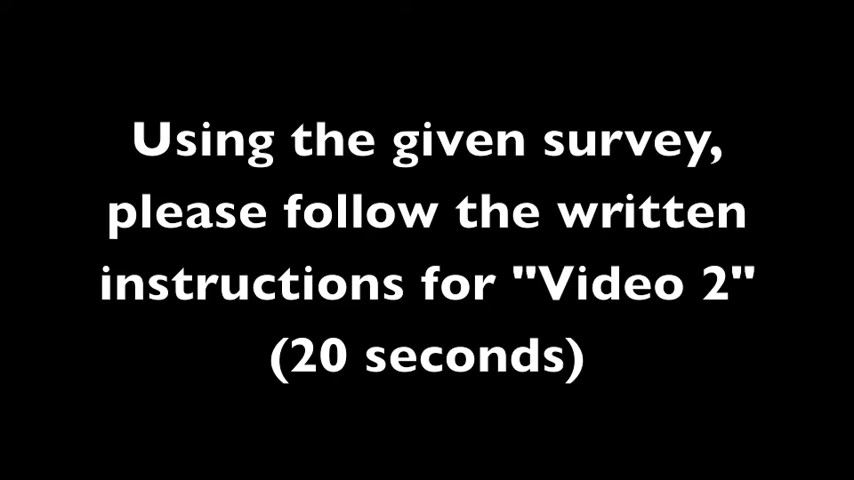 Using the given survey,
please follow the written
instructions for "Video 2"
(20 seconds)